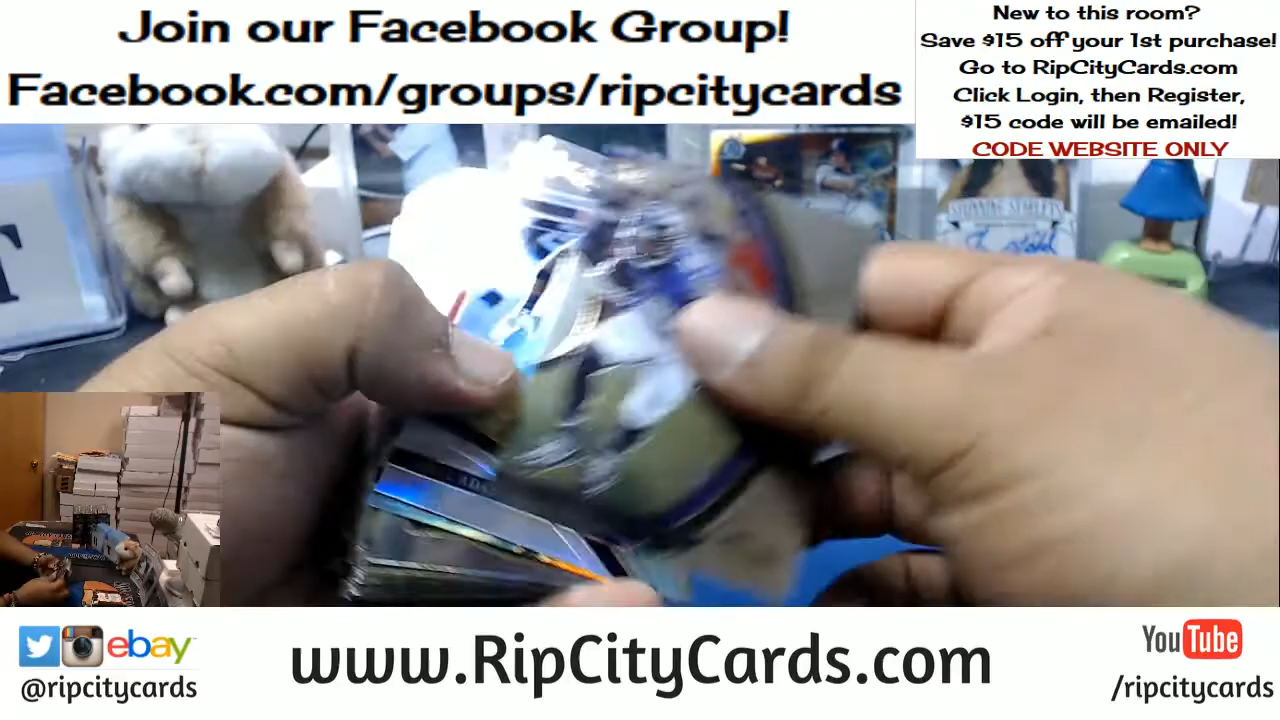 Join our Facebook Group!
Facebook.com/groups/ripcitycards
New to this room?
Save $15 off your 1st purchase!
Go to RipCityCards.com
Click Login, then Register,
$15 code will be emailed!
CODE WEBSITE ONLY
STUNNING STARLETS
ebay
@ripcitycards
www.RipCityCards.com
YouTube
/ripcitycards